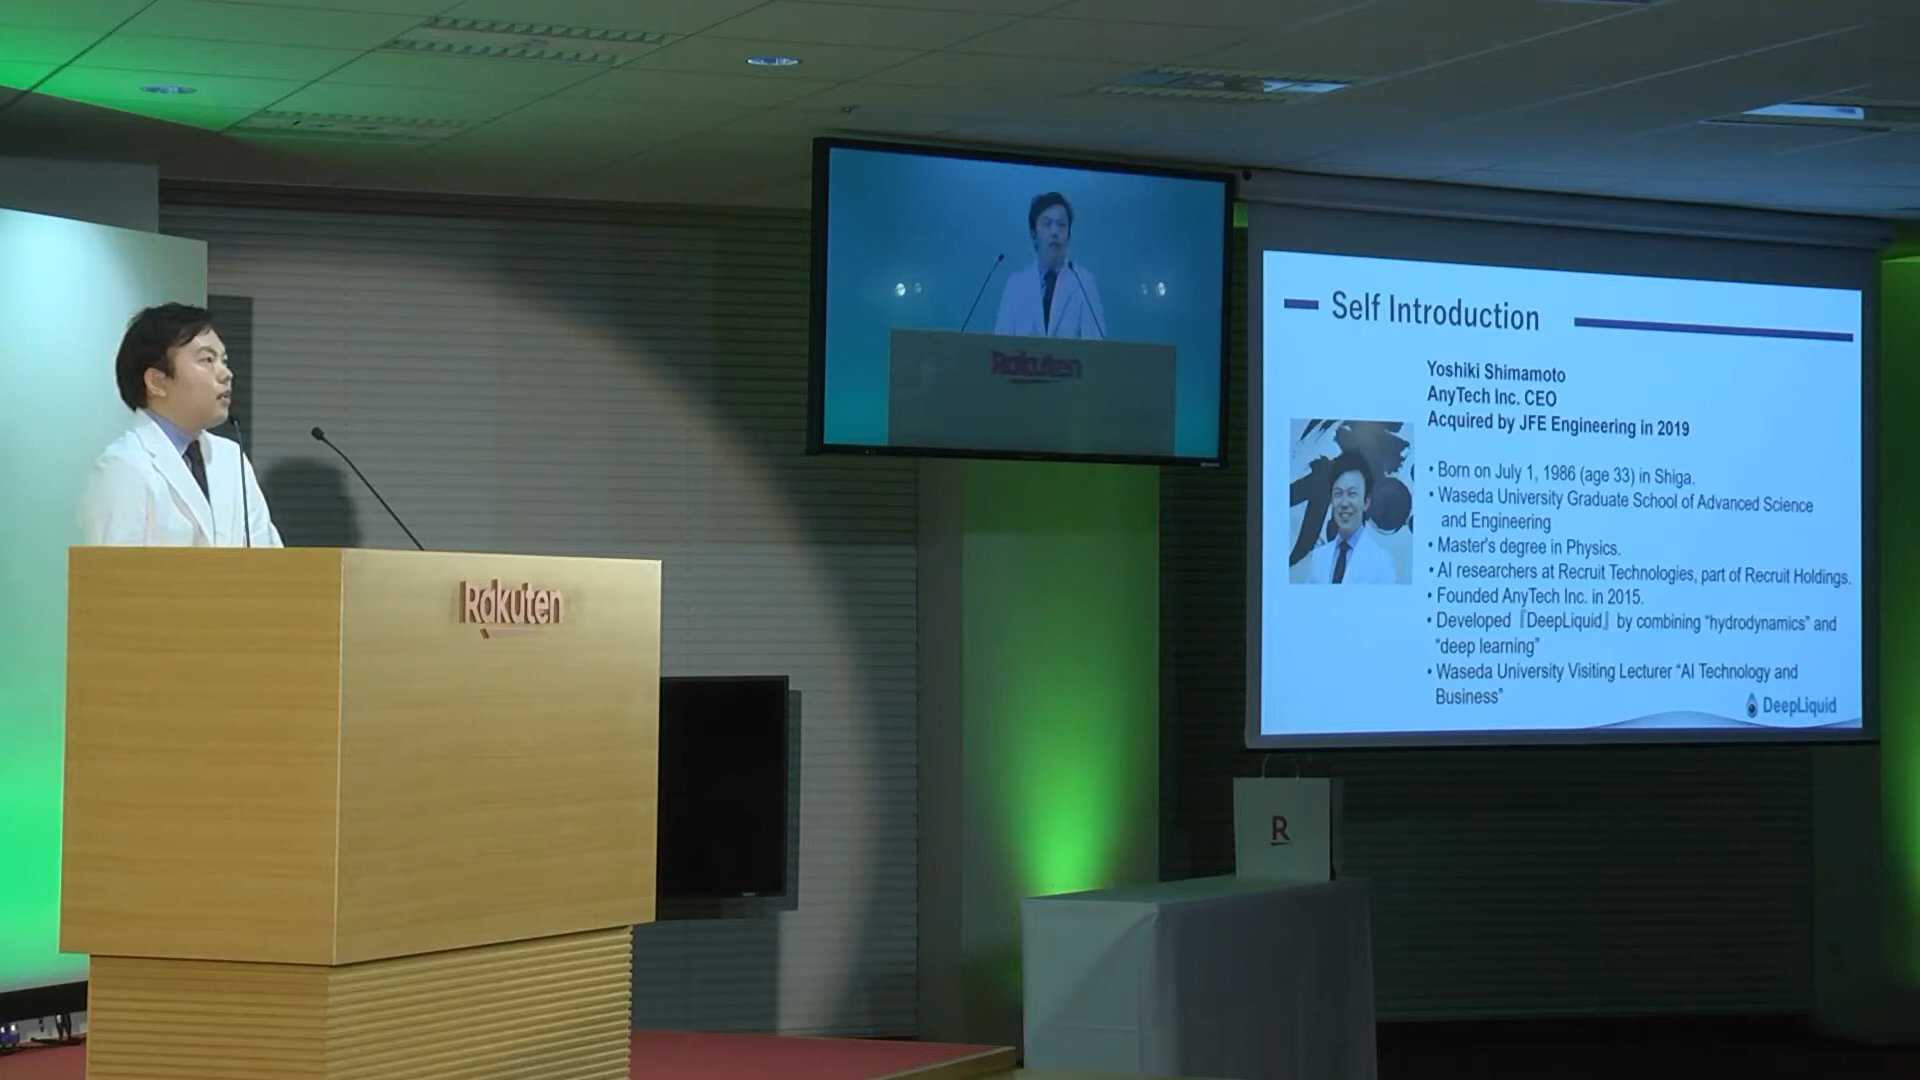 Rakuten
Rakuten
Self Introduction
Yoshiki Shimamoto
AnyTech Inc. CEO
Acquired by JFE Engineering in 2019
• Born on July 1, 1986 (age 33) in Shiga.
• Waseda University Graduate School of Advanced Science
and Engineering
• Master's degree in Physics.
• AI researchers at Recruit Technologies, part of Recruit Holdings.
• Founded AnyTech Inc. in 2015.
• Developed『DeepLiquid』by combining “hydrodynamics” and
“deep learning”
• Waseda University Visiting Lecturer “AI Technology and
Business”
DeepLiquid
R